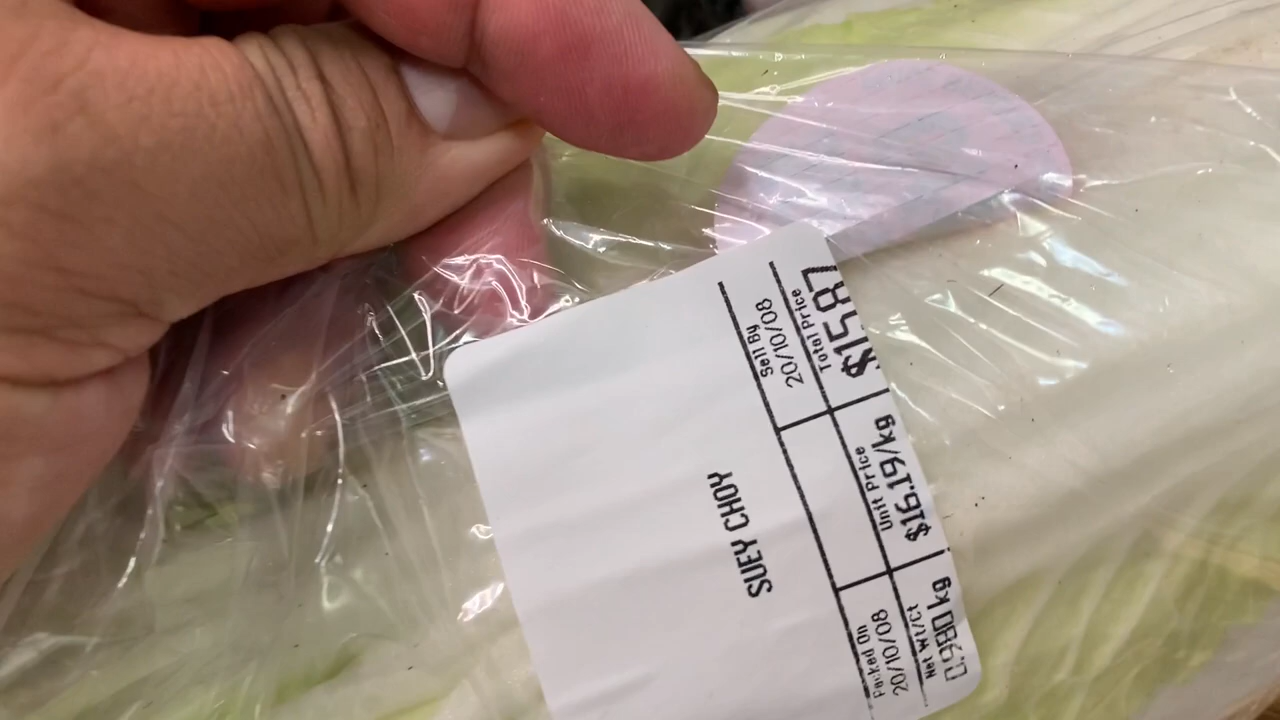 SUEY CHOY
Packed On
20/10/08
Sell By
20/10/08
Net Wt/Ct
0.980 kg
Unit Price
$16.19/kg
Total Price
$15.87